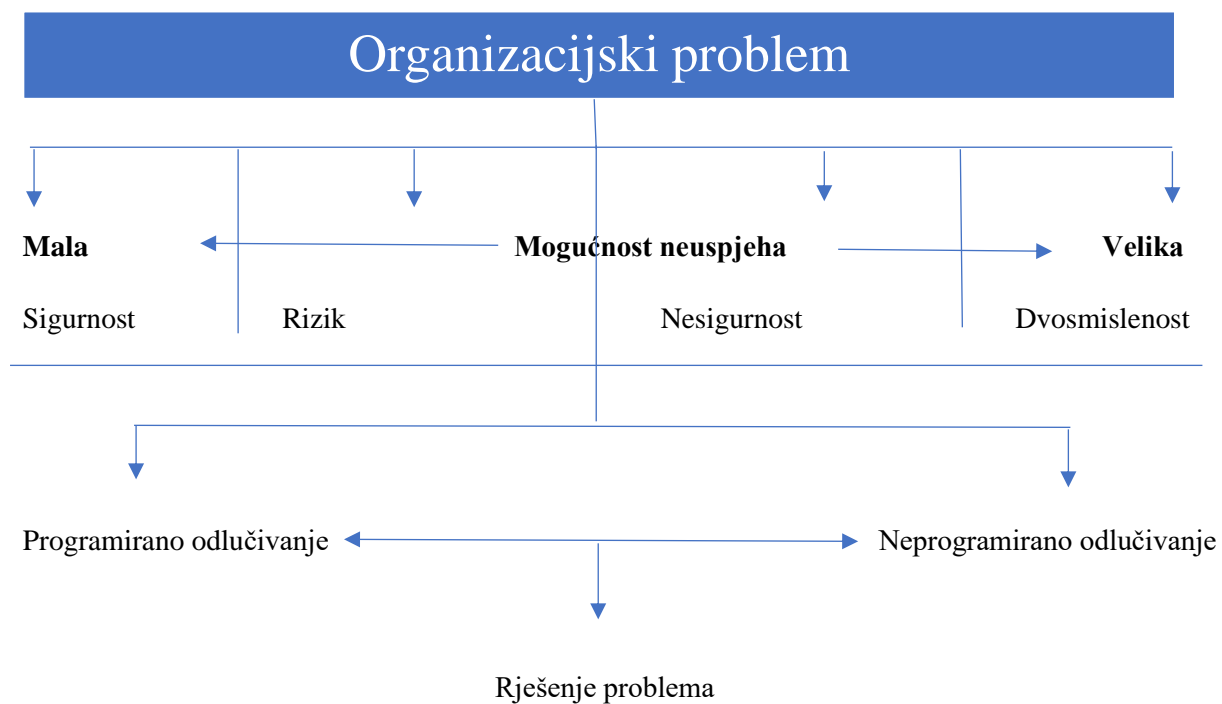 Organizacijski problem
Mala Mogućnost neuspjeha Velika
Sigurnost Rizik Nesigurnost Dvosmislenost
Programirano odlučivanje Neprogramirano odlučivanje
Rješenje problema